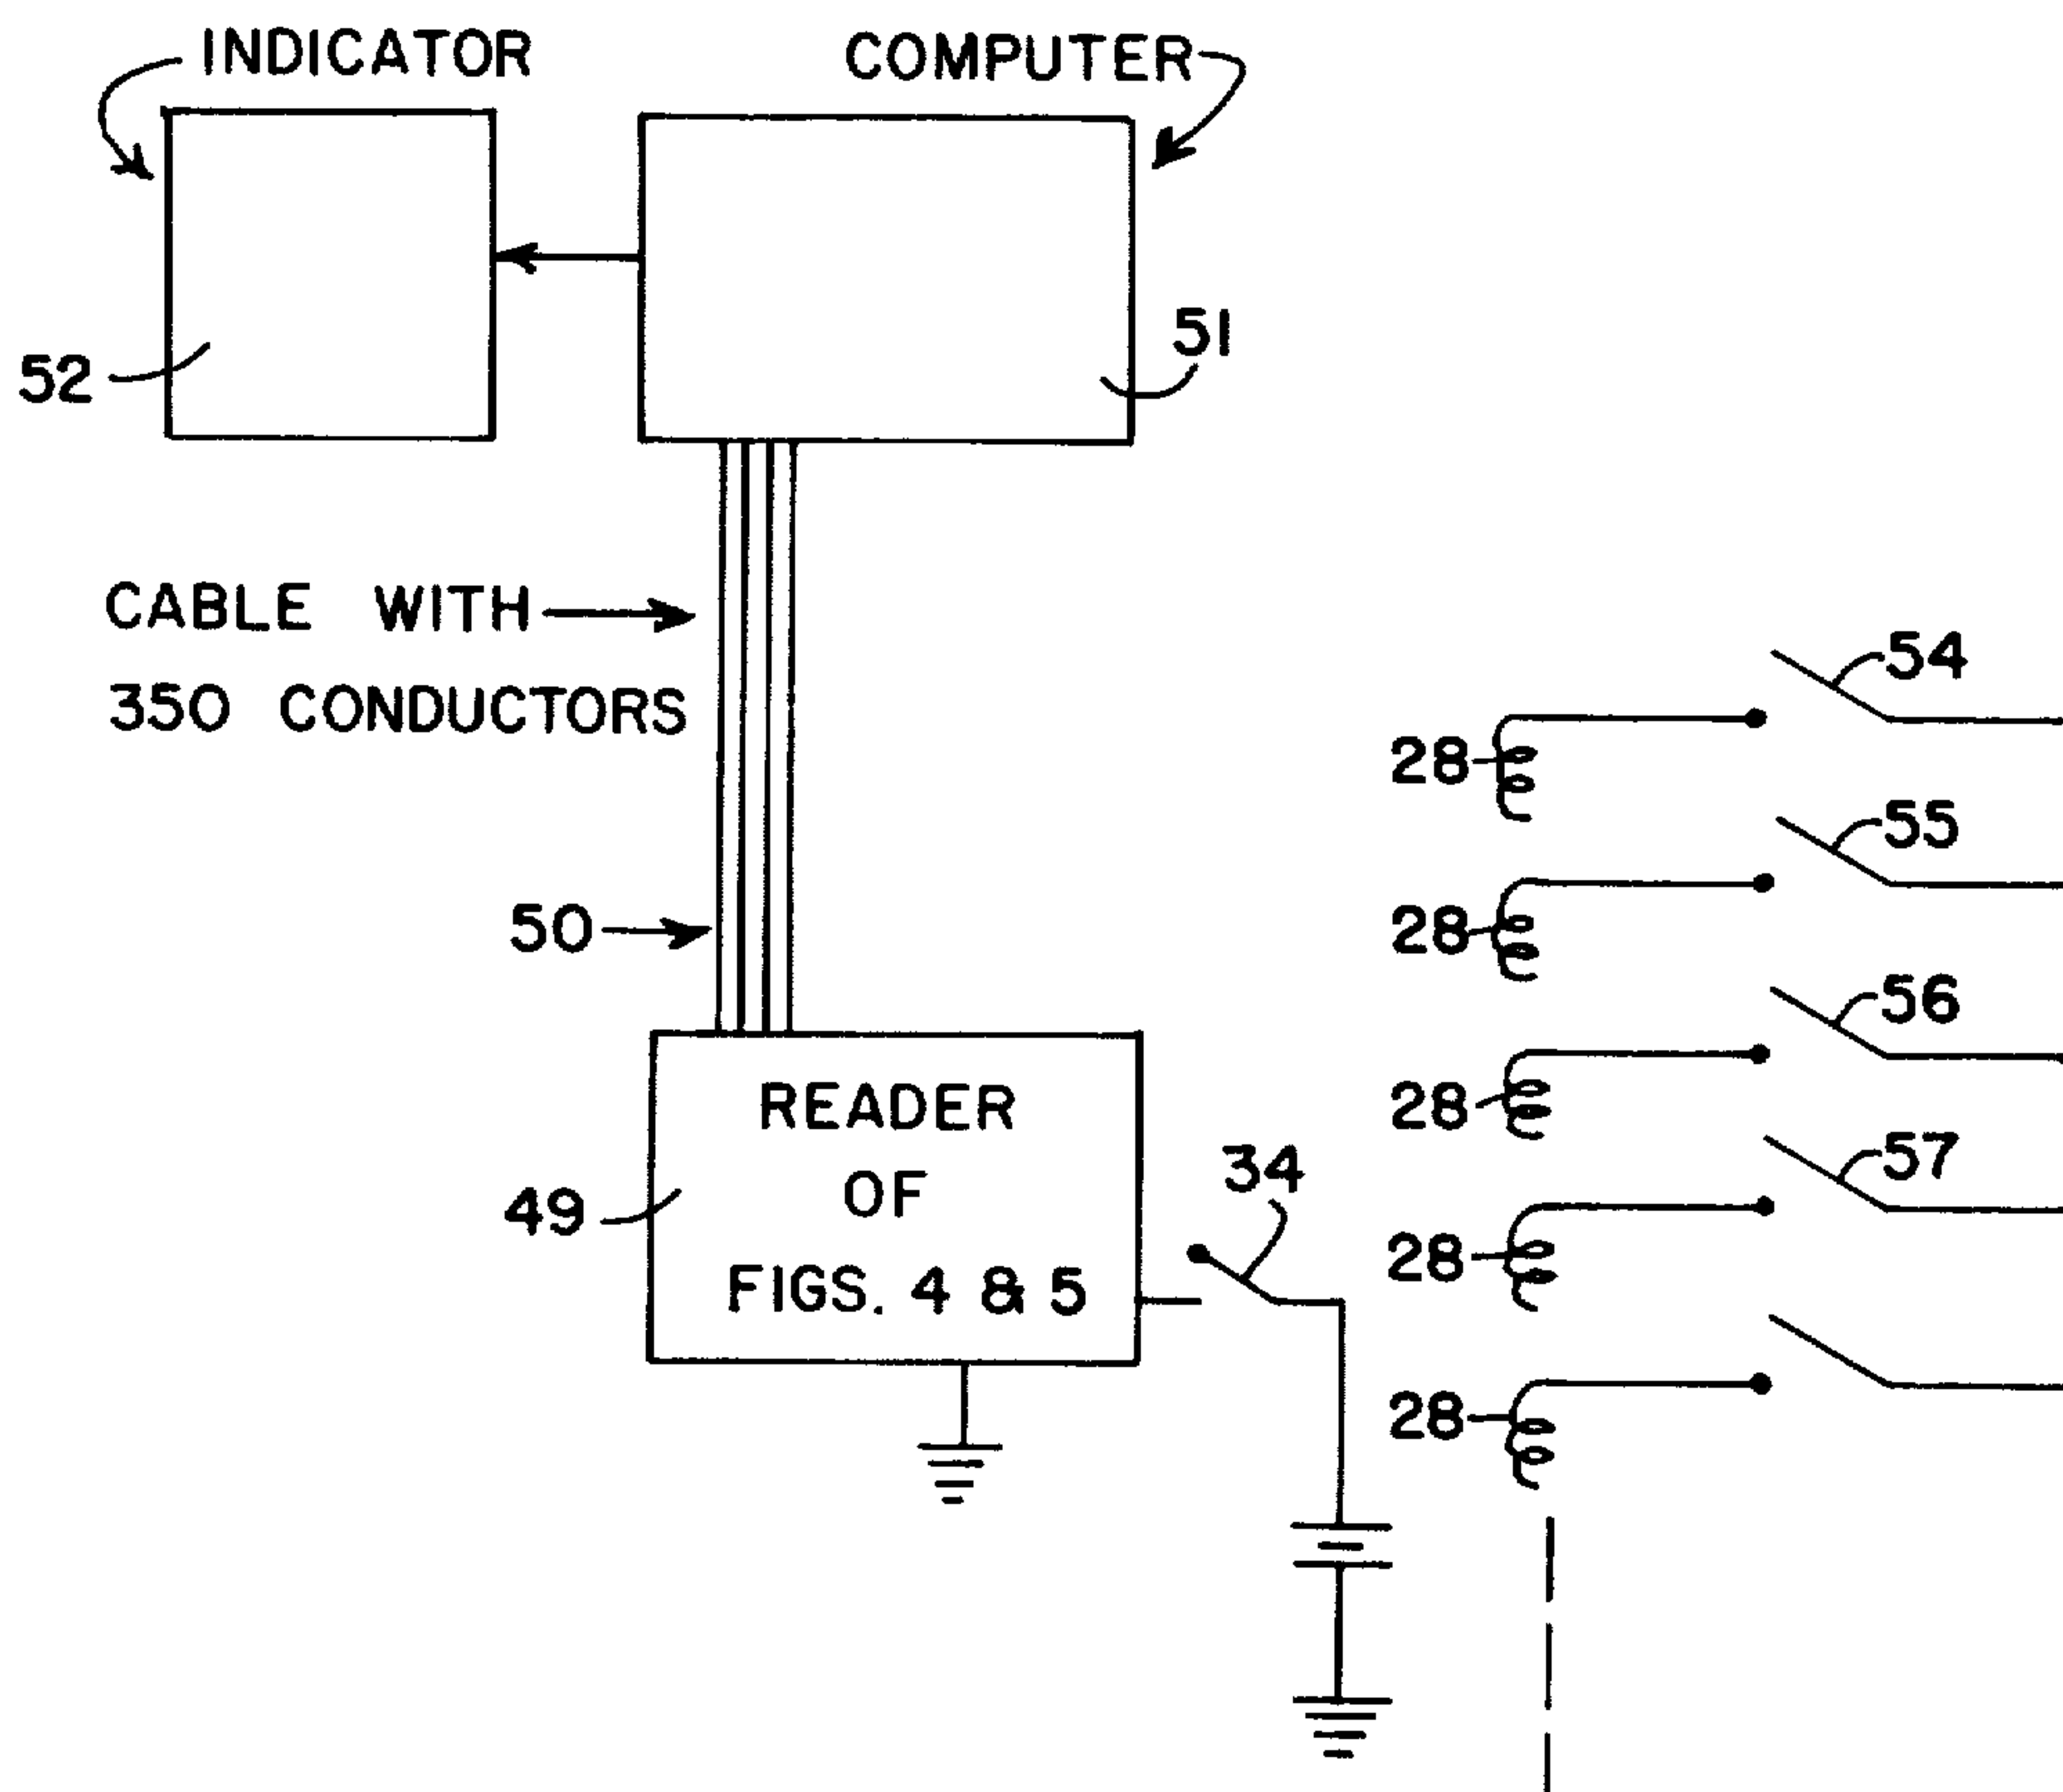 INDICATOR
COMPUTER
52
51
CABLE WITH
350 CONDUCTORS
50
READER
OF
FIGS. 4 & 5
49
34
54
28
55
28
56
28
57
28
28